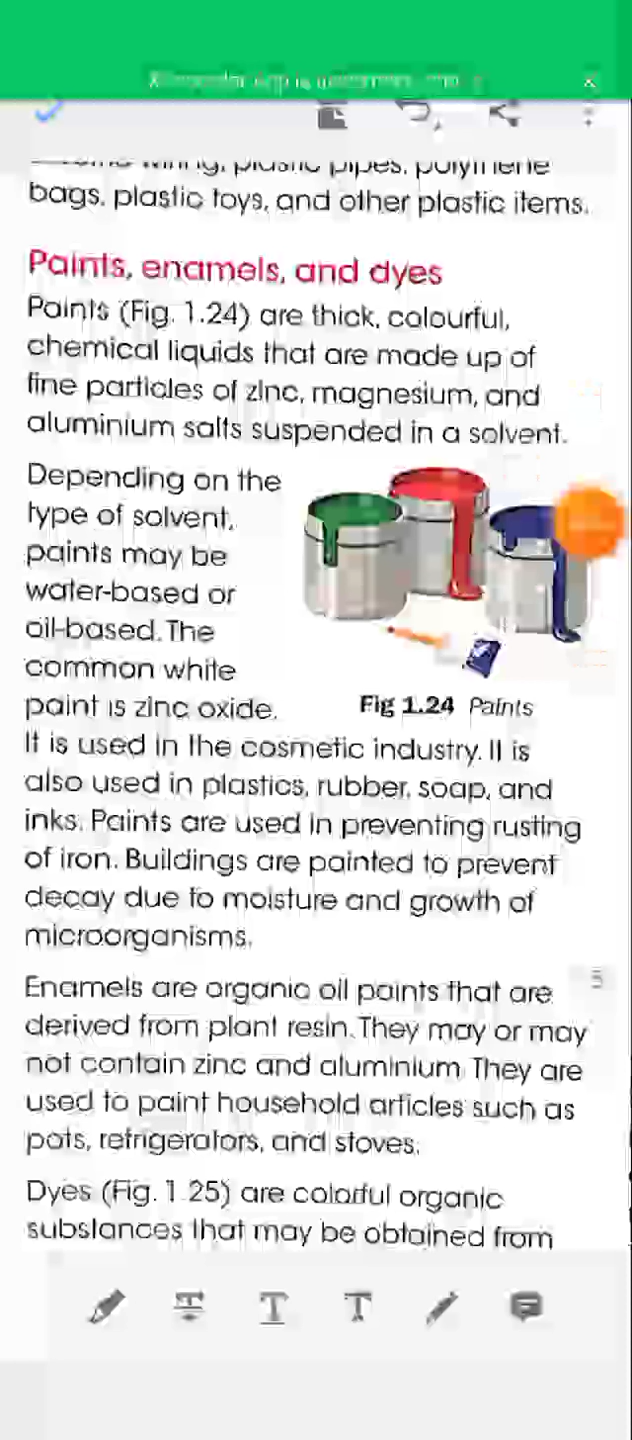 bags, plastic toys, and other plastic items.
Paints, enamels, and dyes
Paints (Fig. 1.24) are thick, colourful,
chemical liquids that are made up of
fine particles of zinc, magnesium, and
aluminium salts suspended in a solvent.
Depending on the
type of solvent,
paints may be
water-based or
oil-based. The
common white
paint is zinc oxide.
Fig 1.24 Paints
It is used in the cosmetic industry. It is
also used in plastics, rubber, soap, and
inks. Paints are used in preventing rusting
of iron. Buildings are painted to prevent
decay due to moisture and growth of
microorganisms.
Enamels are organic oil paints that are
derived from plant resin. They may or may
not contain zinc and aluminium. They are
used to paint household articles such as
pots, refrigerators, and stoves.
Dyes (Fig. 1.25) are colorful organic
substances that may be obtained from